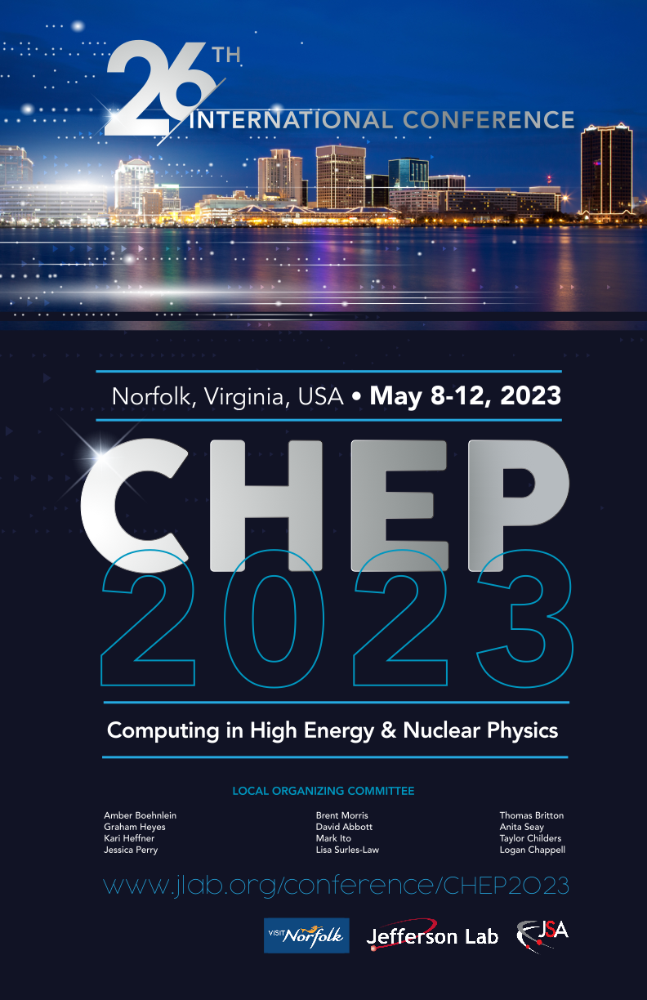 26TH
INTERNATIONAL CONFERENCE
Norfolk, Virginia, USA • May 8-12, 2023
CHEP
2023
Computing in High Energy & Nuclear Physics
LOCAL ORGANIZING COMMITTEE
Amber Boehnlein
Graham Heyes
Kari Heffner
Jessica Perry
Brent Morris
David Abbott
Mark Ito
Lisa Surles-Law
Thomas Britton
Anita Seay
Taylor Childers
Logan Chappell
www.jlab.org/conference/CHEP2023
VISIT Norfolk
Jefferson Lab
JSA